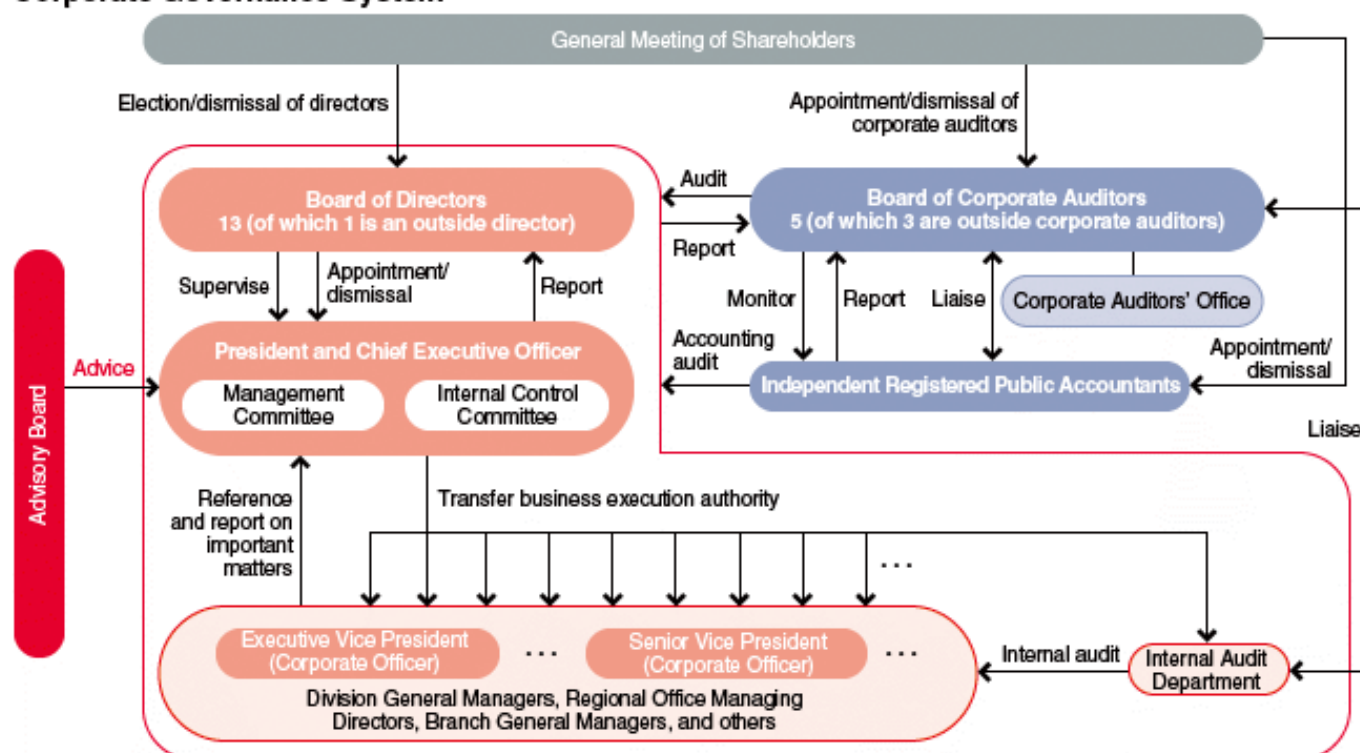 Corporate Governance System
General Meeting of Shareholders
Election/dismissal of directors
Appointment/dismissal of
corporate auditors
Board of Directors
13 (of which 1 is an outside director)
Audit
Report
Board of Corporate Auditors
5 (of which 3 are outside corporate auditors)
Supervise
Appointment/
dismissal
Report
Monitor
Report
Liaise
Corporate Auditors' Office
Advisory Board
Advice
President and Chief Executive Officer
Management
Committee
Internal Control
Committee
Accounting
audit
Independent Registered Public Accountants
Appointment/
dismissal
Liaise
Reference
and report on
important
matters
Transfer business execution authority
...
Executive Vice President
(Corporate Officer)
...
Senior Vice President
(Corporate Officer)
...
Division General Managers, Regional Office Managing
Directors, Branch General Managers, and others
Internal audit
Internal Audit
Department